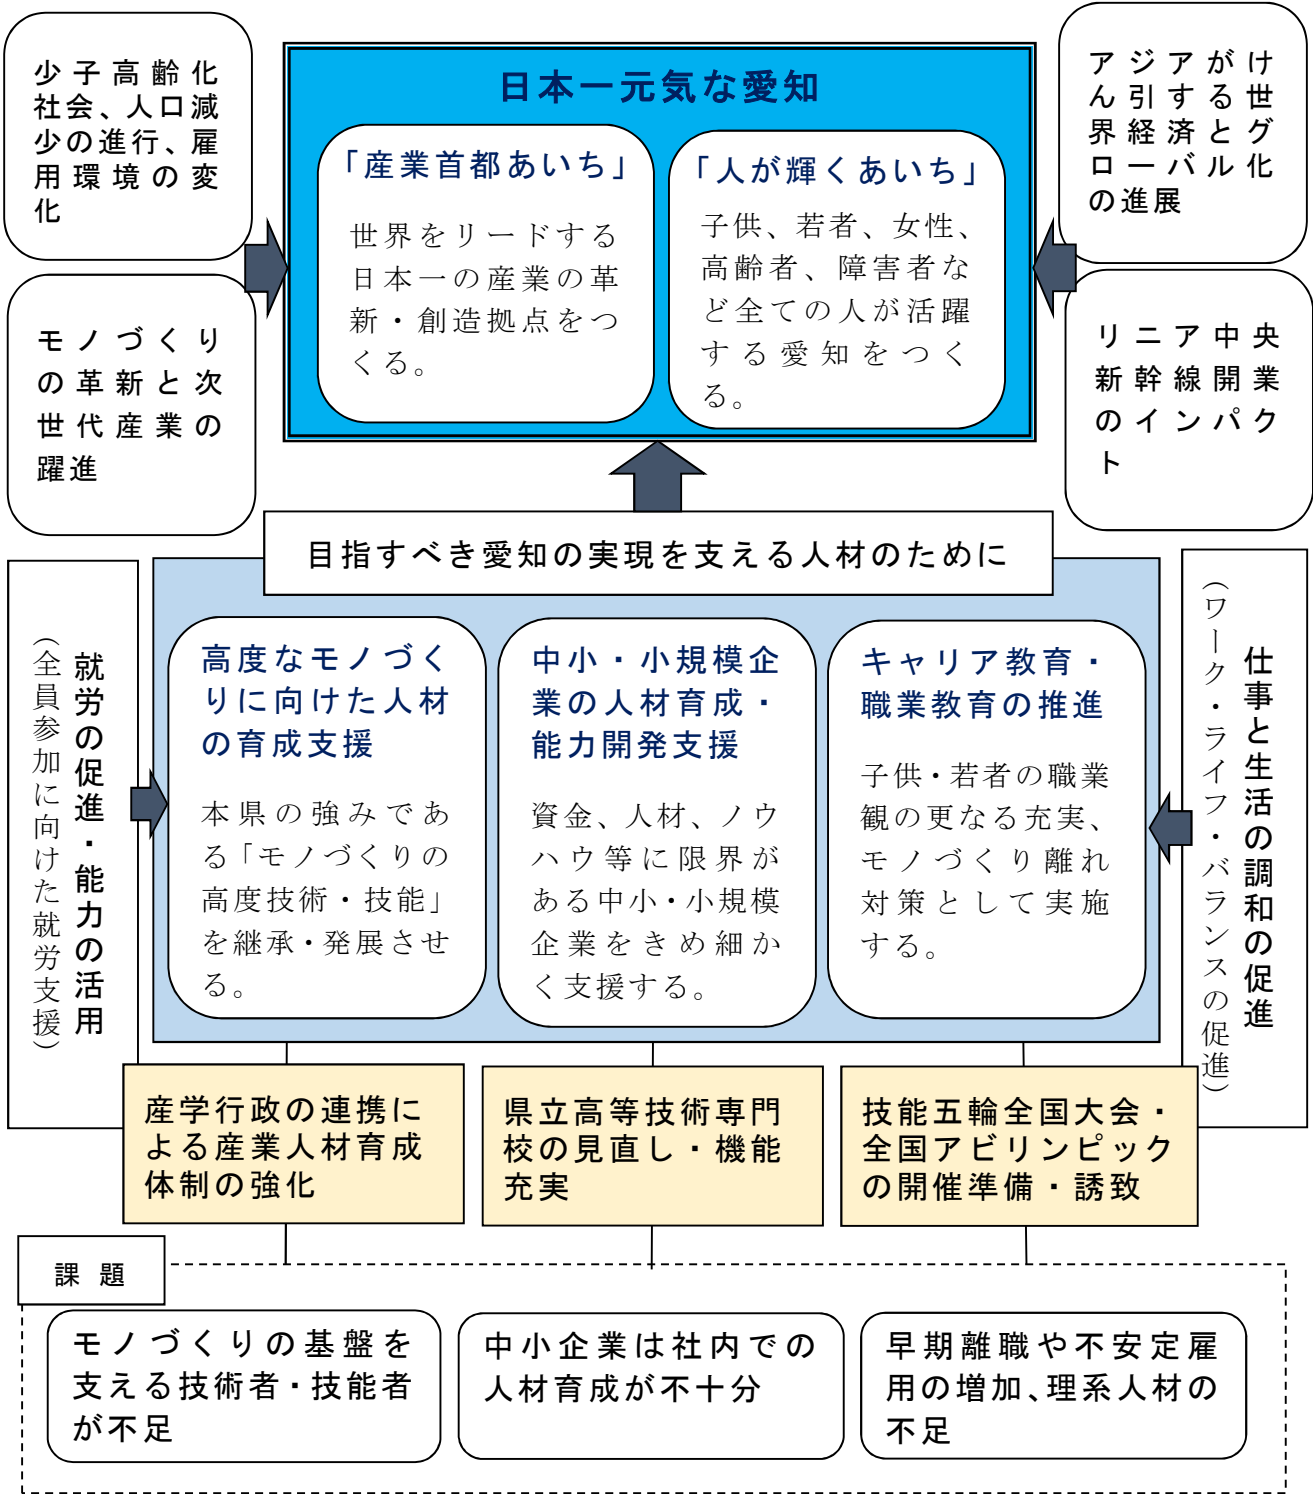 少子高齢化
社会、人口減
少の進行、雇
用環境の変
化
日本一元気な愛知
アジアがけ
ん引する世
界経済とグ
ローバル化
の進展
「産業首都あいち」
世界をリードする
日本一の産業の革
新・創造拠点をつ
くる。
「人が輝くあいち」
子供、若者、女性、
高齢者、障害者な
ど全ての人が活躍
する愛知をつく
る。
モノづくり
の革新と次
世代産業の
躍進
リニア中央
新幹線開業
のインパク
ト
目指すべき愛知の実現を支える人材のために
就労の促進・能力の活用
（全員参加に向けた就労支援）
高度なモノづく
りに向けた人材
の育成支援
本県の強みであ
る「モノづくりの
高度技術・技能」
を継承・発展させ
る。
中小・小規模企
業の人材育成・
能力開発支援
資金、人材、ノウ
ハウ等に限界が
ある中小・小規模
企業をきめ細か
く支援する。
キャリア教育・
職業教育の推進
子供・若者の職業
観の更なる充実、
モノづくり離れ
対策として実施
する。
仕事と生活の調和の促進
（ワーク・ライフ・バランスの促進）
産学行政の連携に
よる産業人材育成
体制の強化
県立高等技術専門
校の見直し・機能
充実
技能五輪全国大会・
全国アビリンピック
の開催準備・誘致
課 題
モノづくりの基盤を
支える技術者・技能者
が不足
中小企業は社内での
人材育成が不十分
早期離職や不安定雇
用の増加、理系人材の
不足